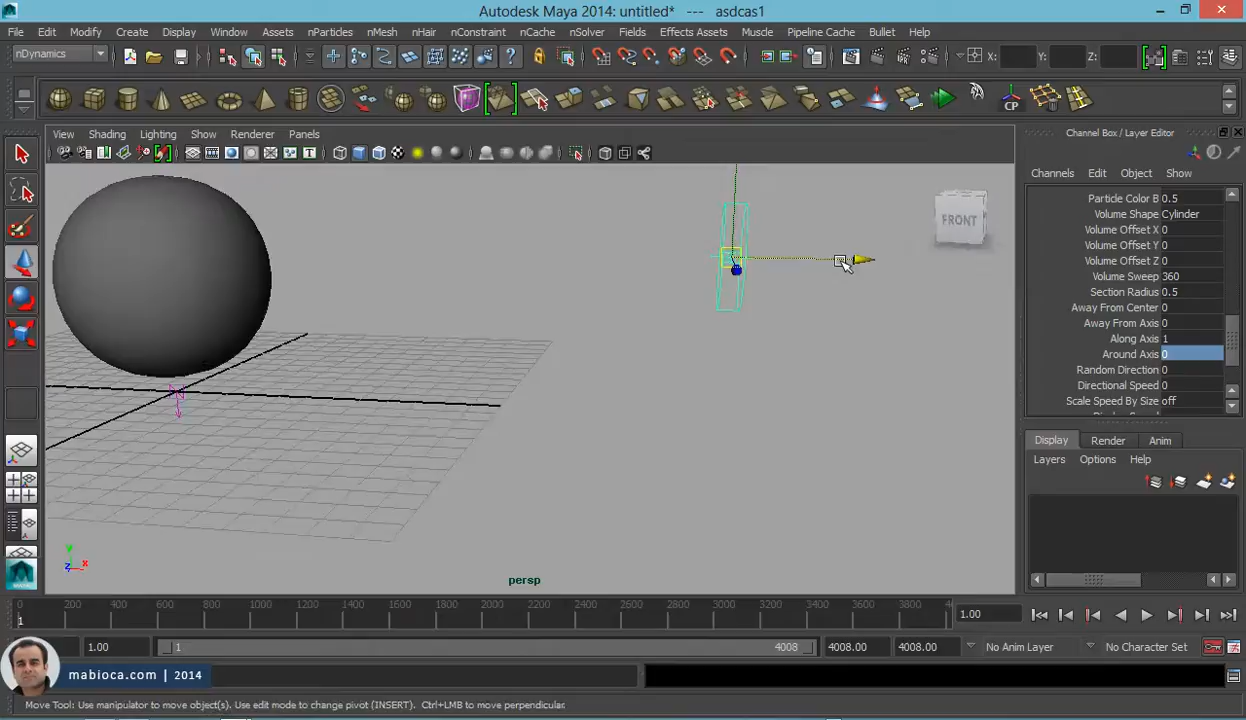 Autodesk Maya 2014: untitled* --- asdcas1
File Edit Modify Create Display Window Assets nParticles nMesh nHair nConstraint nCache nSolver Fields Effects Assets Muscle Pipeline Cache Bullet Help
nDynamics X: Y: Z:
CP
View Shading Lighting Show Renderer Panels
Channel Box / Layer Editor
Channels Edit Object Show
Particle Color B 0.5
Volume Shape Cylinder
Volume Offset X 0
Volume Offset Y 0
Volume Offset Z 0
Volume Sweep 360
Section Radius 0.5
Away From Center 0
Away From Axis 0
Along Axis 1
Around Axis 0
Random Direction 0
Directional Speed 0
Scale Speed By Size off
FRONT
Display Render Anim
Layers Options Help
y
z x
persp
0 200 400 600 800 1000 1200 1400 1600 1800 2000 2200 2400 2600 2800 3000 3200 3400 3600 3800 4
1
1.00
1.00 1 4008 4008.00 4008.00 No Anim Layer No Character Set
mabioca.com | 2014
Move Tool: Use manipulator to move object(s). Use edit mode to change pivot (INSERT). Ctrl+LMB to move perpendicular.